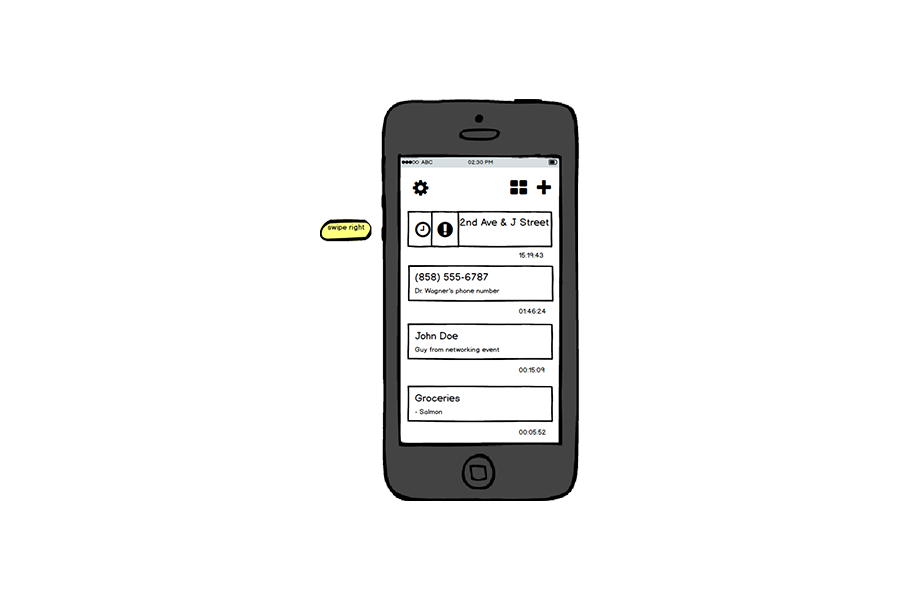 ABC 02:30 PM
swipe right
2nd Ave & J Street
15:19:43
(858) 555-6787
Dr. Wagner's phone number
01:46:24
John Doe
Guy from networking event
00:15:09
Groceries
- Salmon
00:05:52